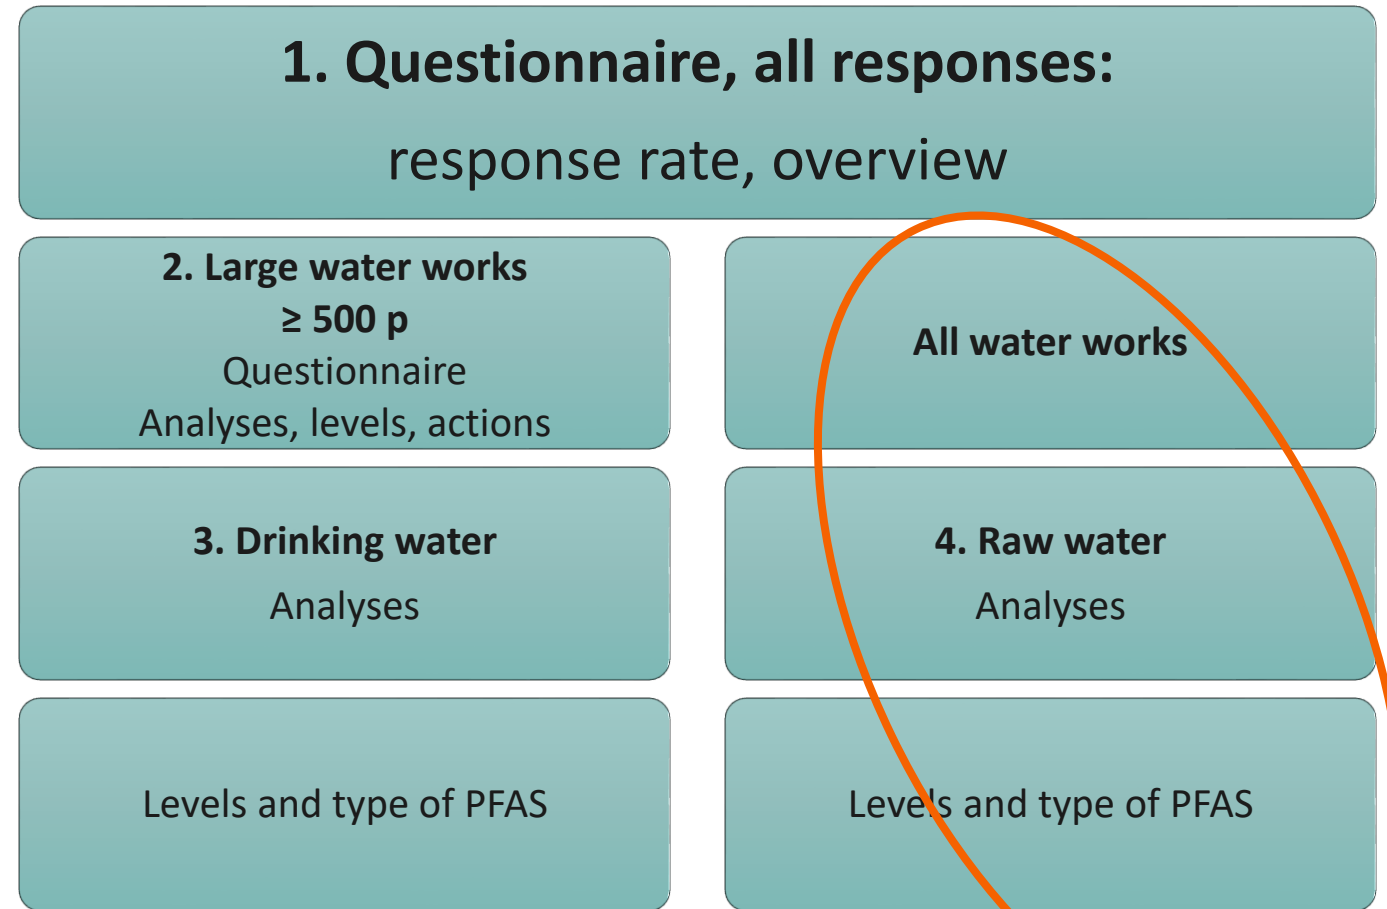 1. Questionnaire, all responses:
response rate, overview
2. Large water works
≥ 500 p
Questionnaire
Analyses, levels, actions
All water works
3. Drinking water
Analyses
4. Raw water
Analyses
Levels and type of PFAS
Levels and type of PFAS